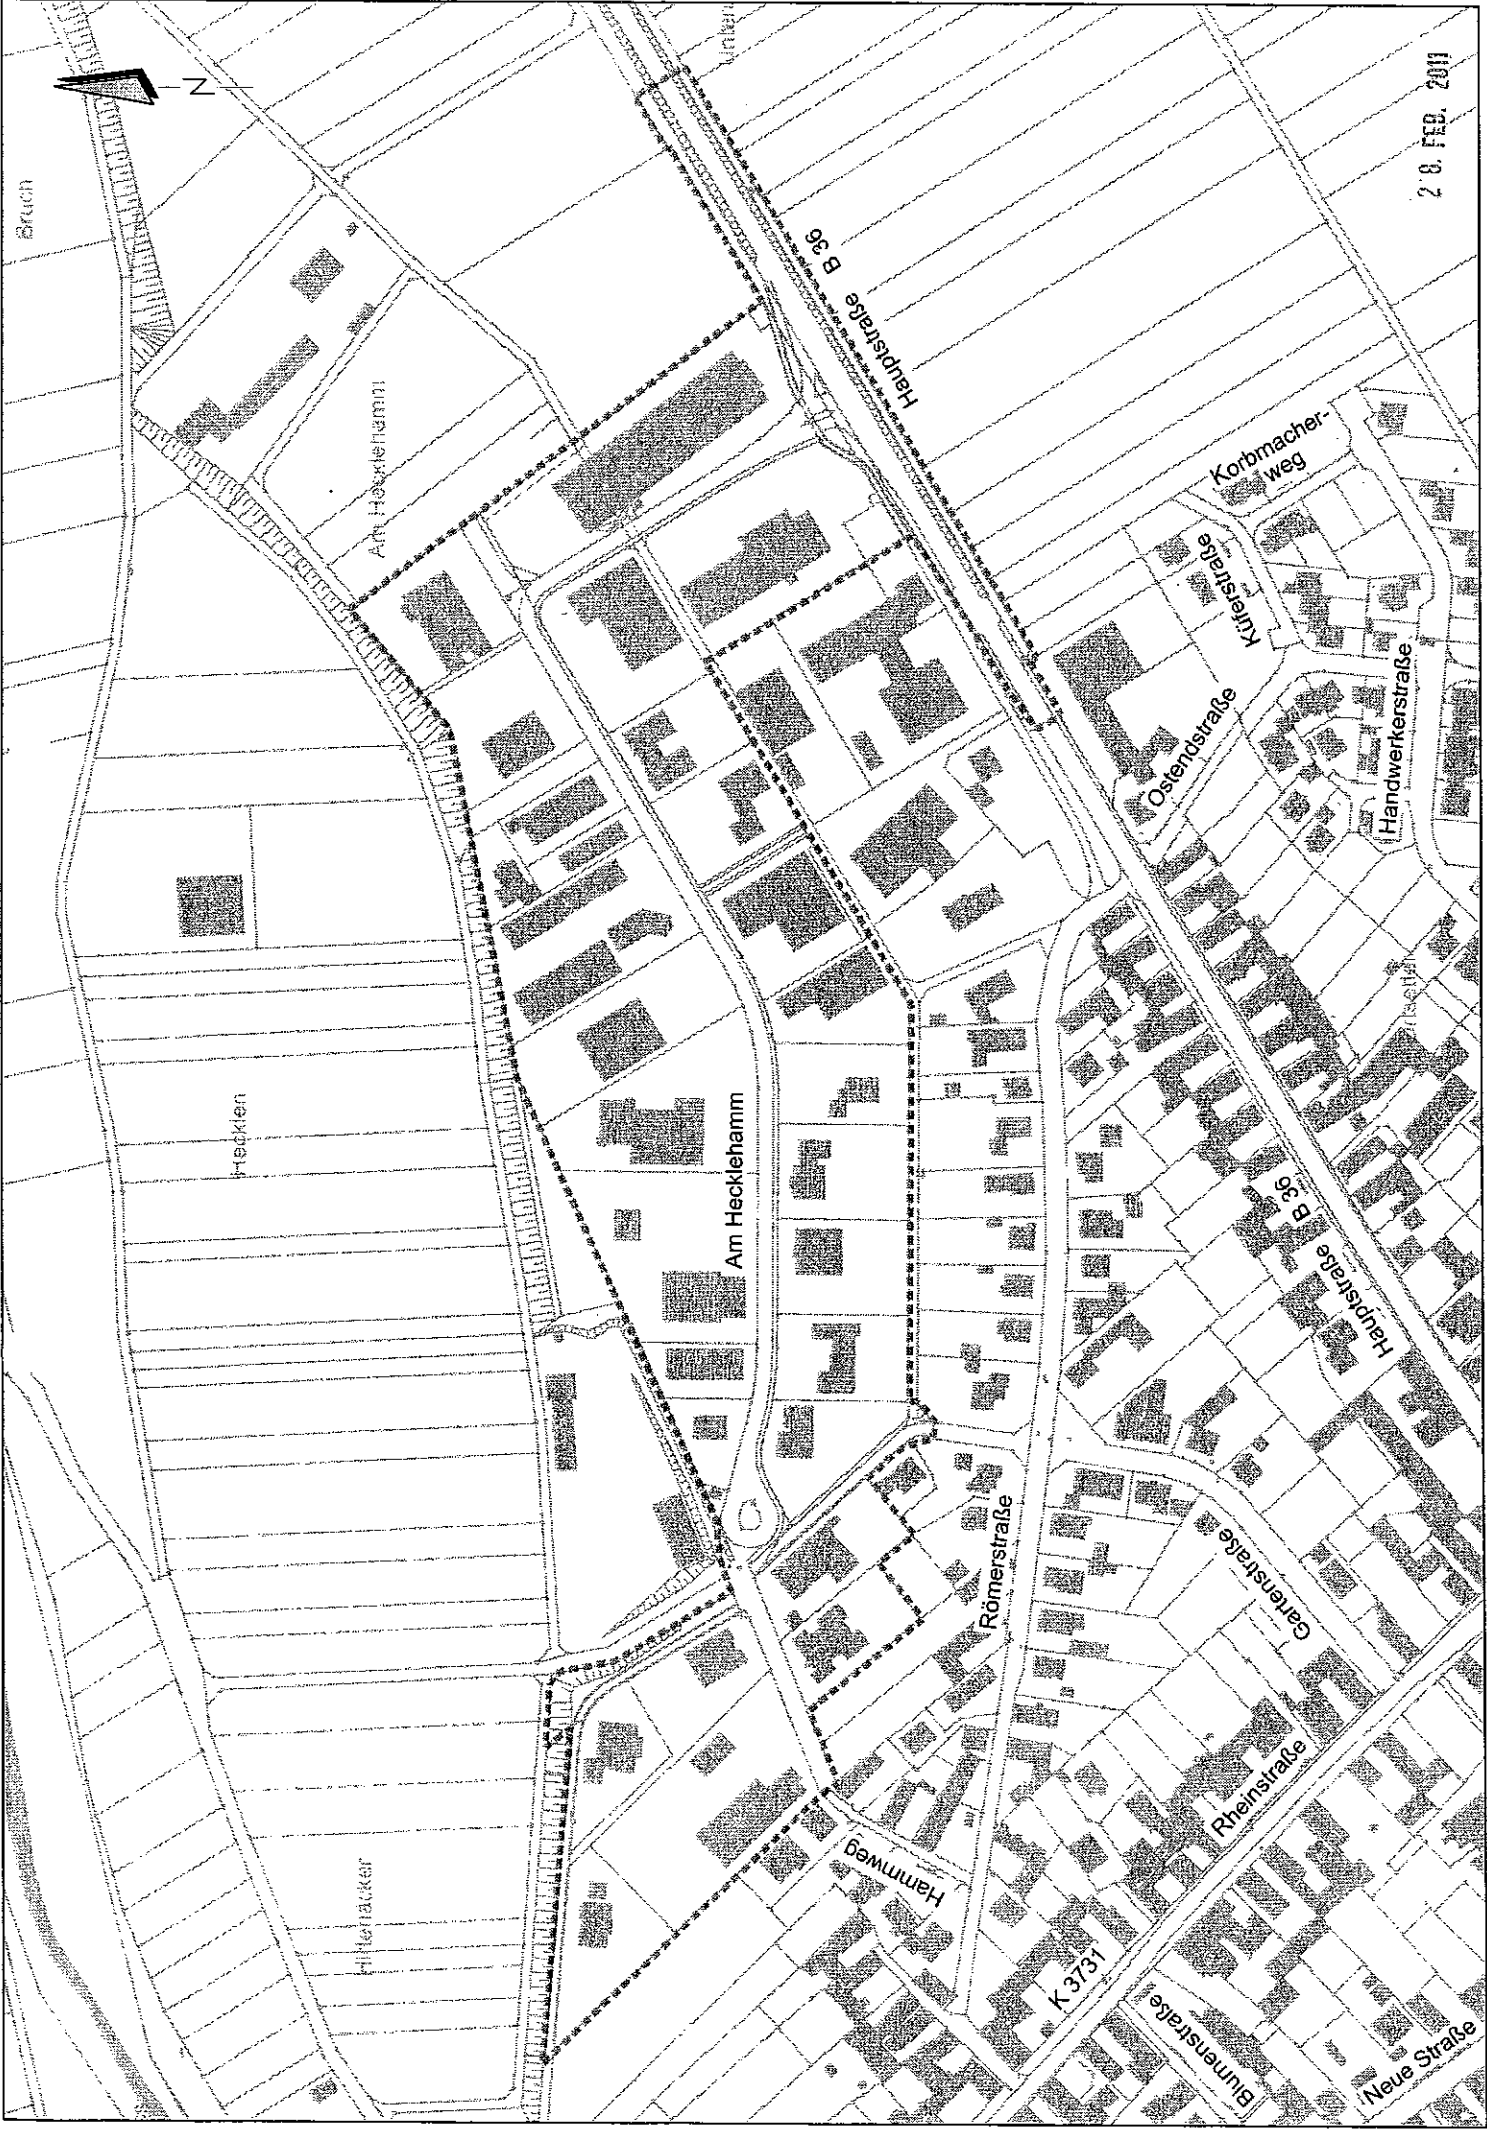 Bruch
N
Am Hecklehamm
Hauptstraße
B 36
28. FEB. 2011
Korbmacher-
weg
Küferstraße
Ostendstraße
Handwerkerstraße
Hecklen
Am Hecklehamm
Hauptstraße
B 36
Römerstraße
Gartenstraße
Rheinstraße
Hammweg
K 3731
Blumenstraße
Neue Straße